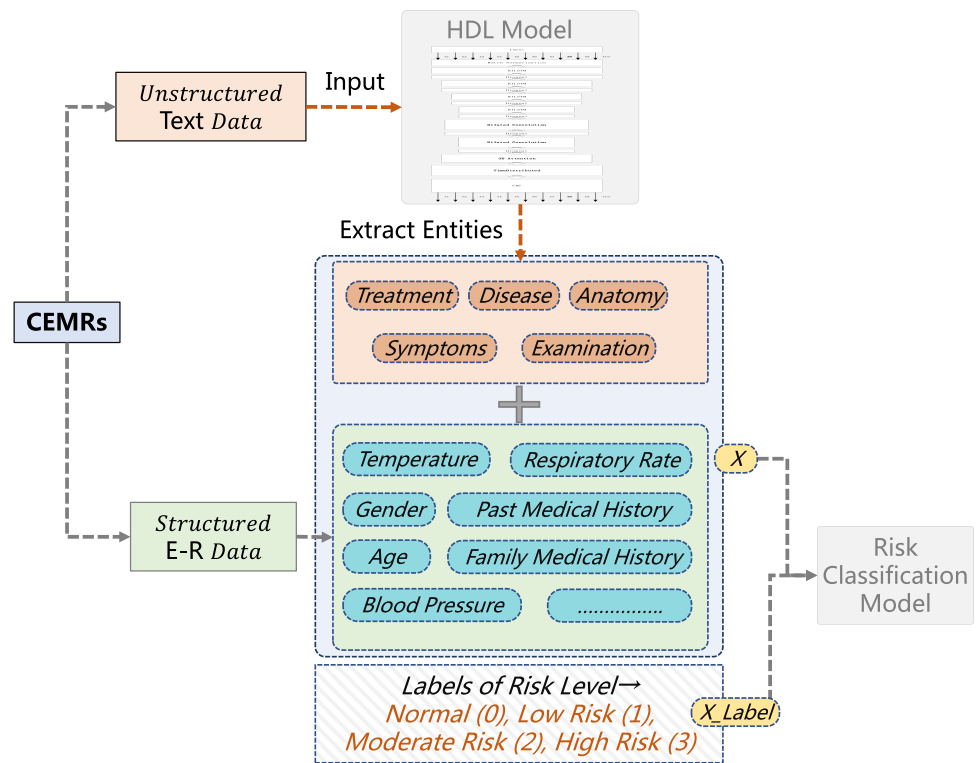 HDL Model
Unstructured
Text Data
Input
Extract Entities
Treatment
Disease
Anatomy
Symptoms
Examination
CEMRs
Temperature
Respiratory Rate
Gender
Past Medical History
Age
Family Medical History
Blood Pressure
................
X
Structured
E-R Data
Risk
Classification
Model
Labels of Risk Level→
Normal (0), Low Risk (1),
Moderate Risk (2), High Risk (3)
X_Label